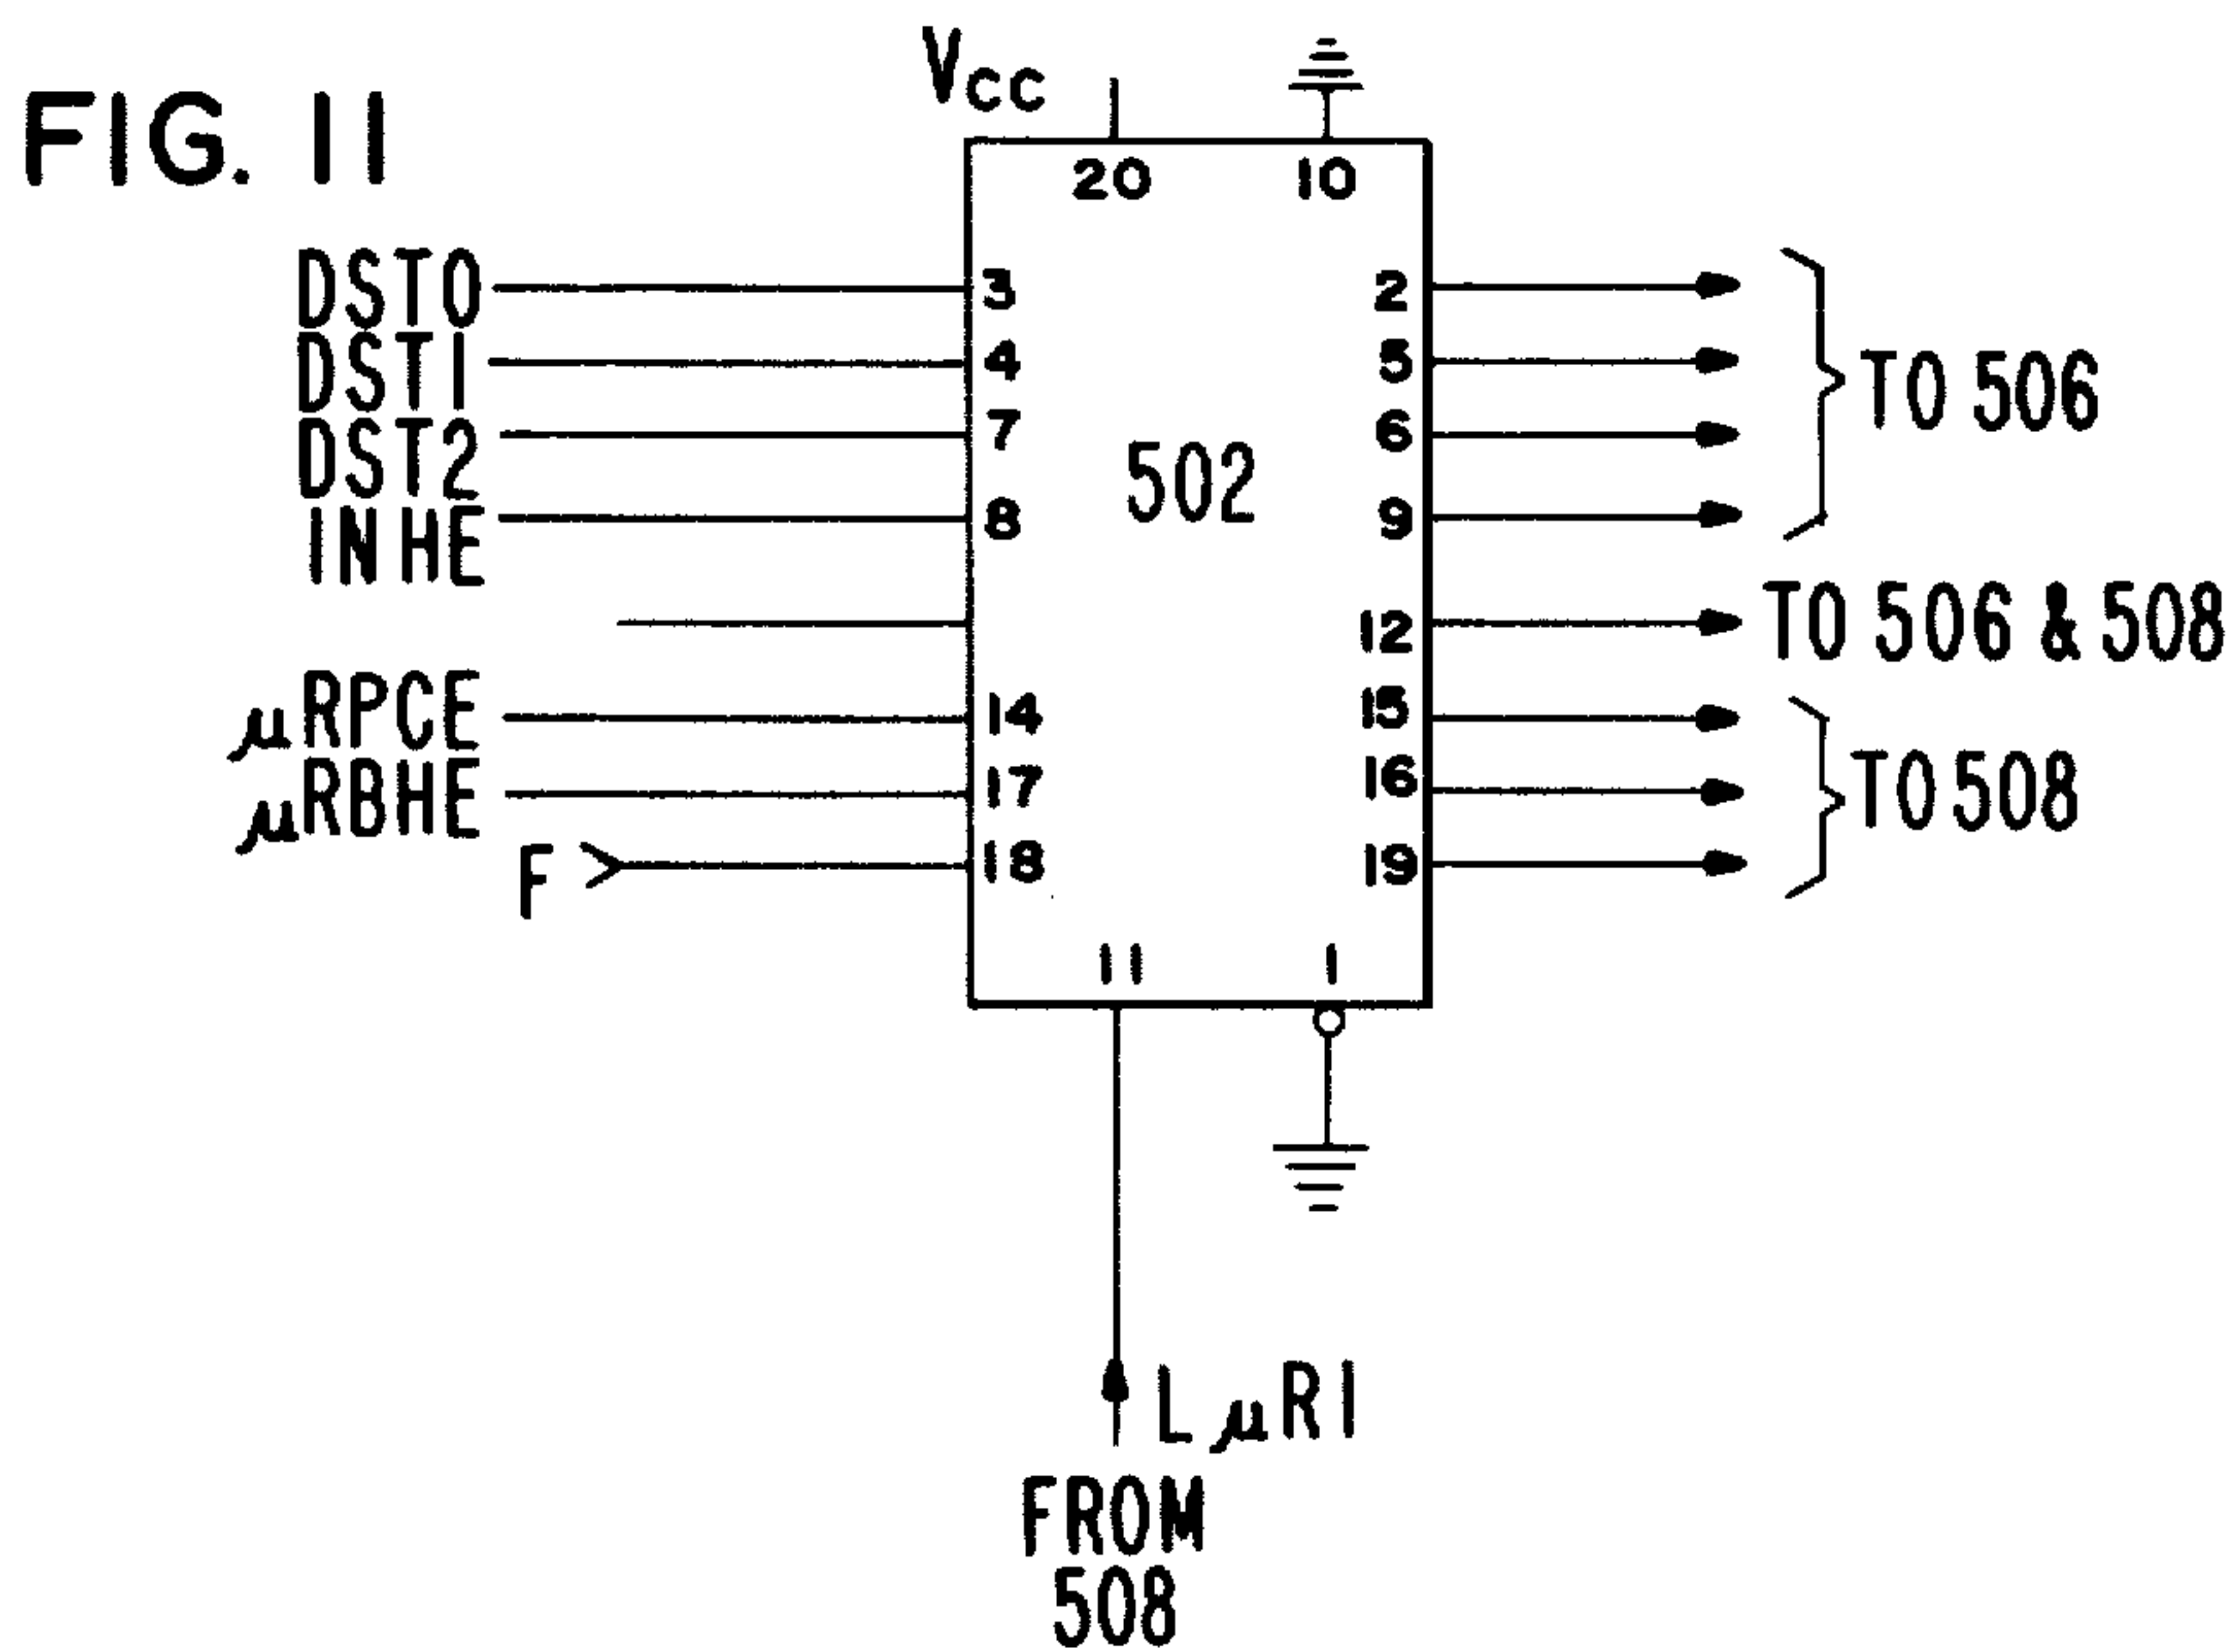 FIG. 11
Vcc
20 10
DST0 3 2
DST1 4 5
DST2 7 6
INHE 8 9
502
TO 506
12 TO 506 & 508
μRPCE 14 15
μRBHE 17 16
F 18 19
TO 508
11 1
LμR1
FROM
508